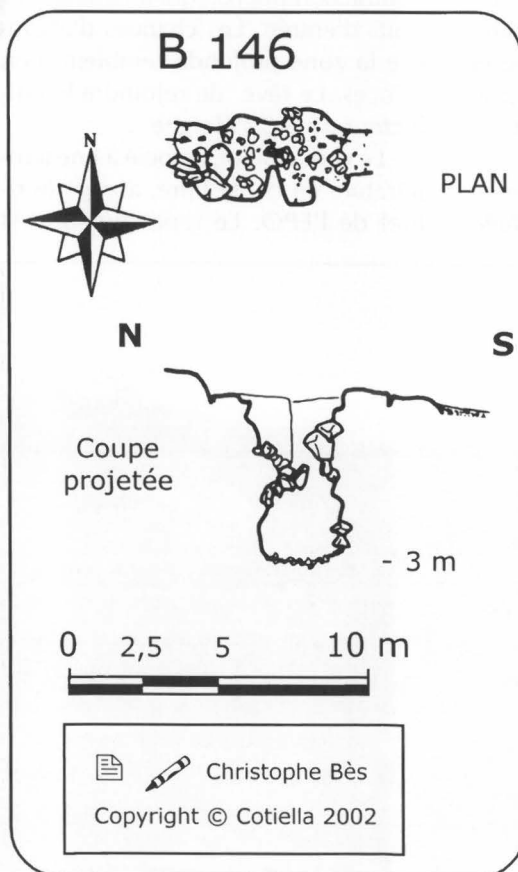 B 146
N
PLAN
N
S
Coupe
projetée
- 3 m
0 2,5 5 10 m
Christophe Bès
Copyright © Cotiella 2002